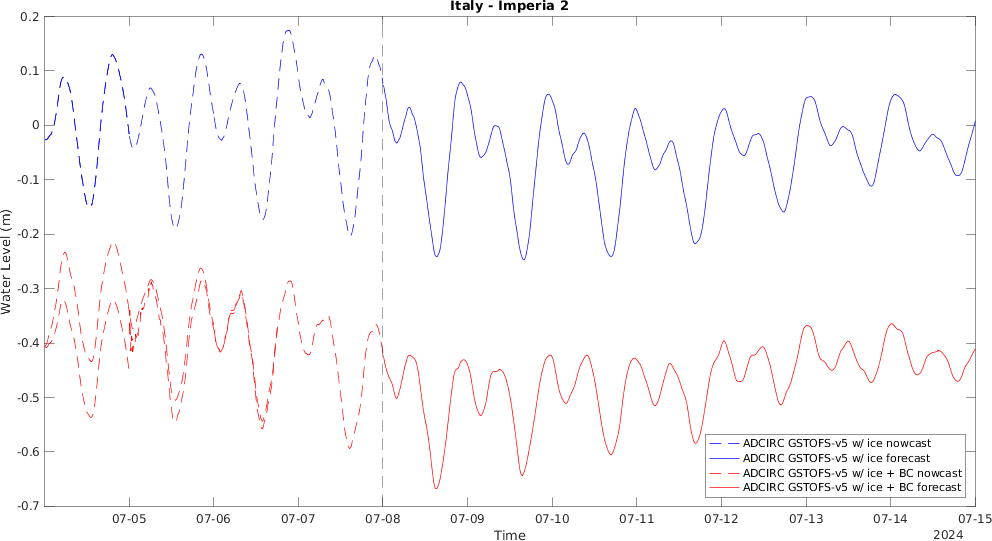 Italy - Imperia 2
0.2
0.1
0
-0.1
-0.2
-0.3
-0.4
-0.5
-0.6
-0.7
Water Level (m)
07-05 07-06 07-07 07-08 07-09 07-10 07-11 07-12 07-13 07-14 07-15
Time
2024
ADCIRC GSTOFS-v5 w/ ice nowcast
ADCIRC GSTOFS-v5 w/ ice forecast
ADCIRC GSTOFS-v5 w/ ice + BC nowcast
ADCIRC GSTOFS-v5 w/ ice + BC forecast